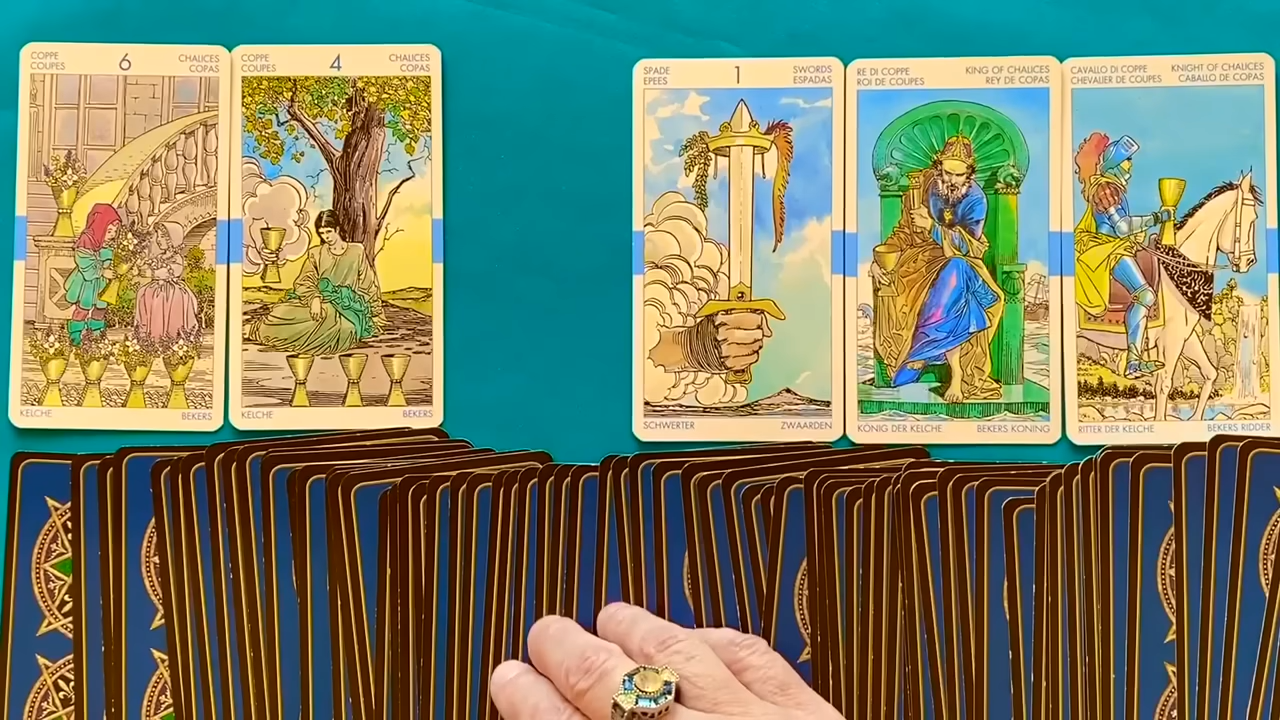 COPPE
COUPES
6
CHALICES
COPAS
KELCHE
BEKERS
COPPE
COUPES
4
CHALICES
COPAS
KELCHE
BEKERS
SPADE
EPEES
1
SWORDS
ESPADAS
SCHWERTER
ZWAARDEN
RE DI COPPE
ROI DE COUPES
KING OF CHALICES
REY DE COPAS
KÖNIG DER KELCHE
BEKERS KONING
CAVALLO DI COPPE
CHEVALIER DE COUPES
KNIGHT OF CHALICES
CABALLO DE COPAS
RITTER DER KELCHE
BEKERS RIDDER